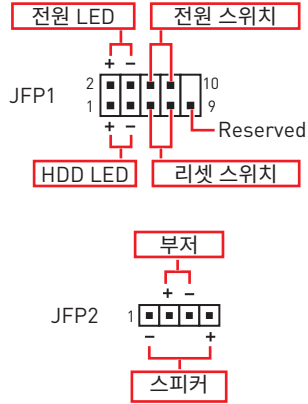 전원 LED 전원 스위치
+ −
2 10
JFP1
1 9
+ − Reserved
HDD LED 리셋 스위치
부저
+ −
JFP2 1
− +
스피커